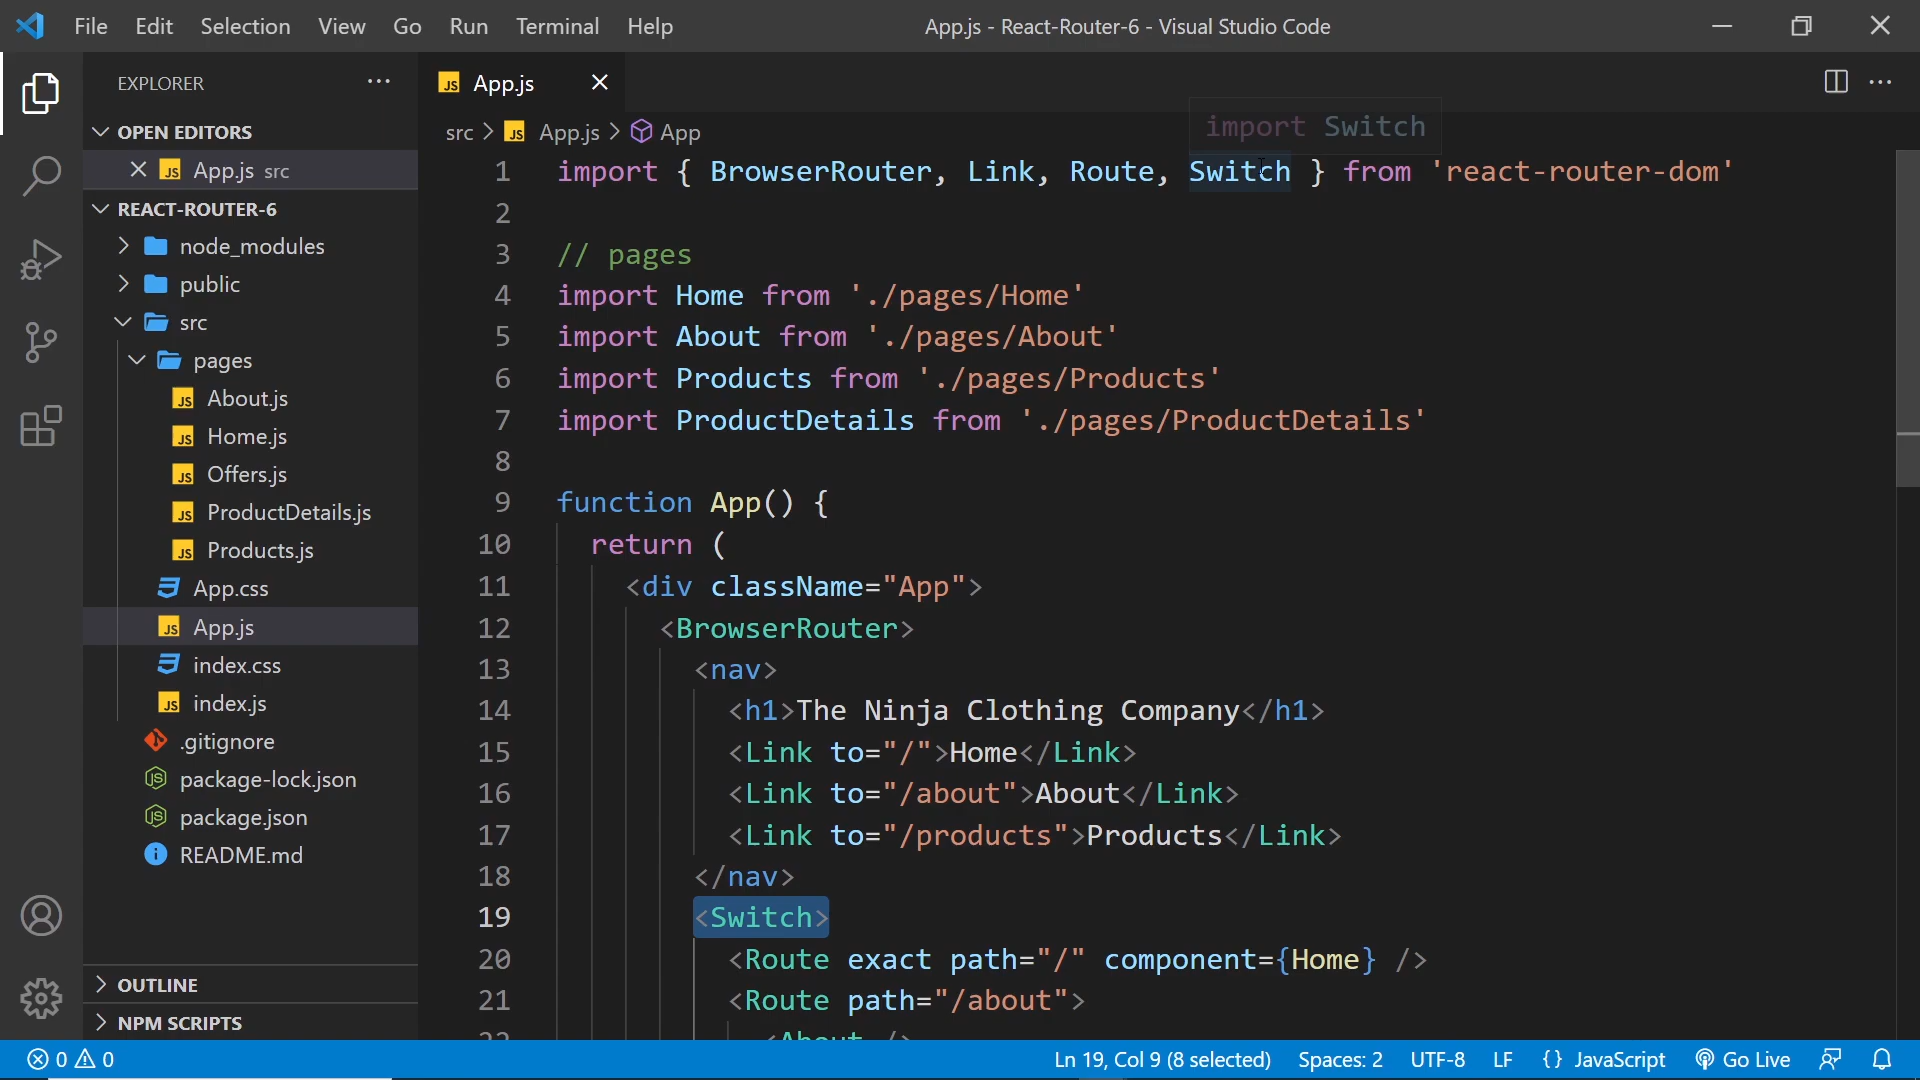 File Edit Selection View Go Run Terminal Help
App.js - React-Router-6 - Visual Studio Code
EXPLORER
OPEN EDITORS
App.js src
REACT-ROUTER-6
node_modules
public
src
pages
About.js
Home.js
Offers.js
ProductDetails.js
Products.js
App.css
App.js
index.css
index.js
.gitignore
package-lock.json
package.json
README.md
OUTLINE
NPM SCRIPTS
JS App.js
src > JS App.js > App
import Switch
1 import { BrowserRouter, Link, Route, Switch } from 'react-router-dom'
2
3 // pages
4 import Home from './pages/Home'
5 import About from './pages/About'
6 import Products from './pages/Products'
7 import ProductDetails from './pages/ProductDetails'
8
9 function App() {
10 return (
11 <div className="App">
12 <BrowserRouter>
13 <nav>
14 <h1>The Ninja Clothing Company</h1>
15 <Link to="/">Home</Link>
16 <Link to="/about">About</Link>
17 <Link to="/products">Products</Link>
18 </nav>
19 <Switch>
20 <Route exact path="/" component={Home} />
21 <Route path="/about">
22 <About />
0 0
Ln 19, Col 9 (8 selected) Spaces: 2 UTF-8 LF {} JavaScript Go Live